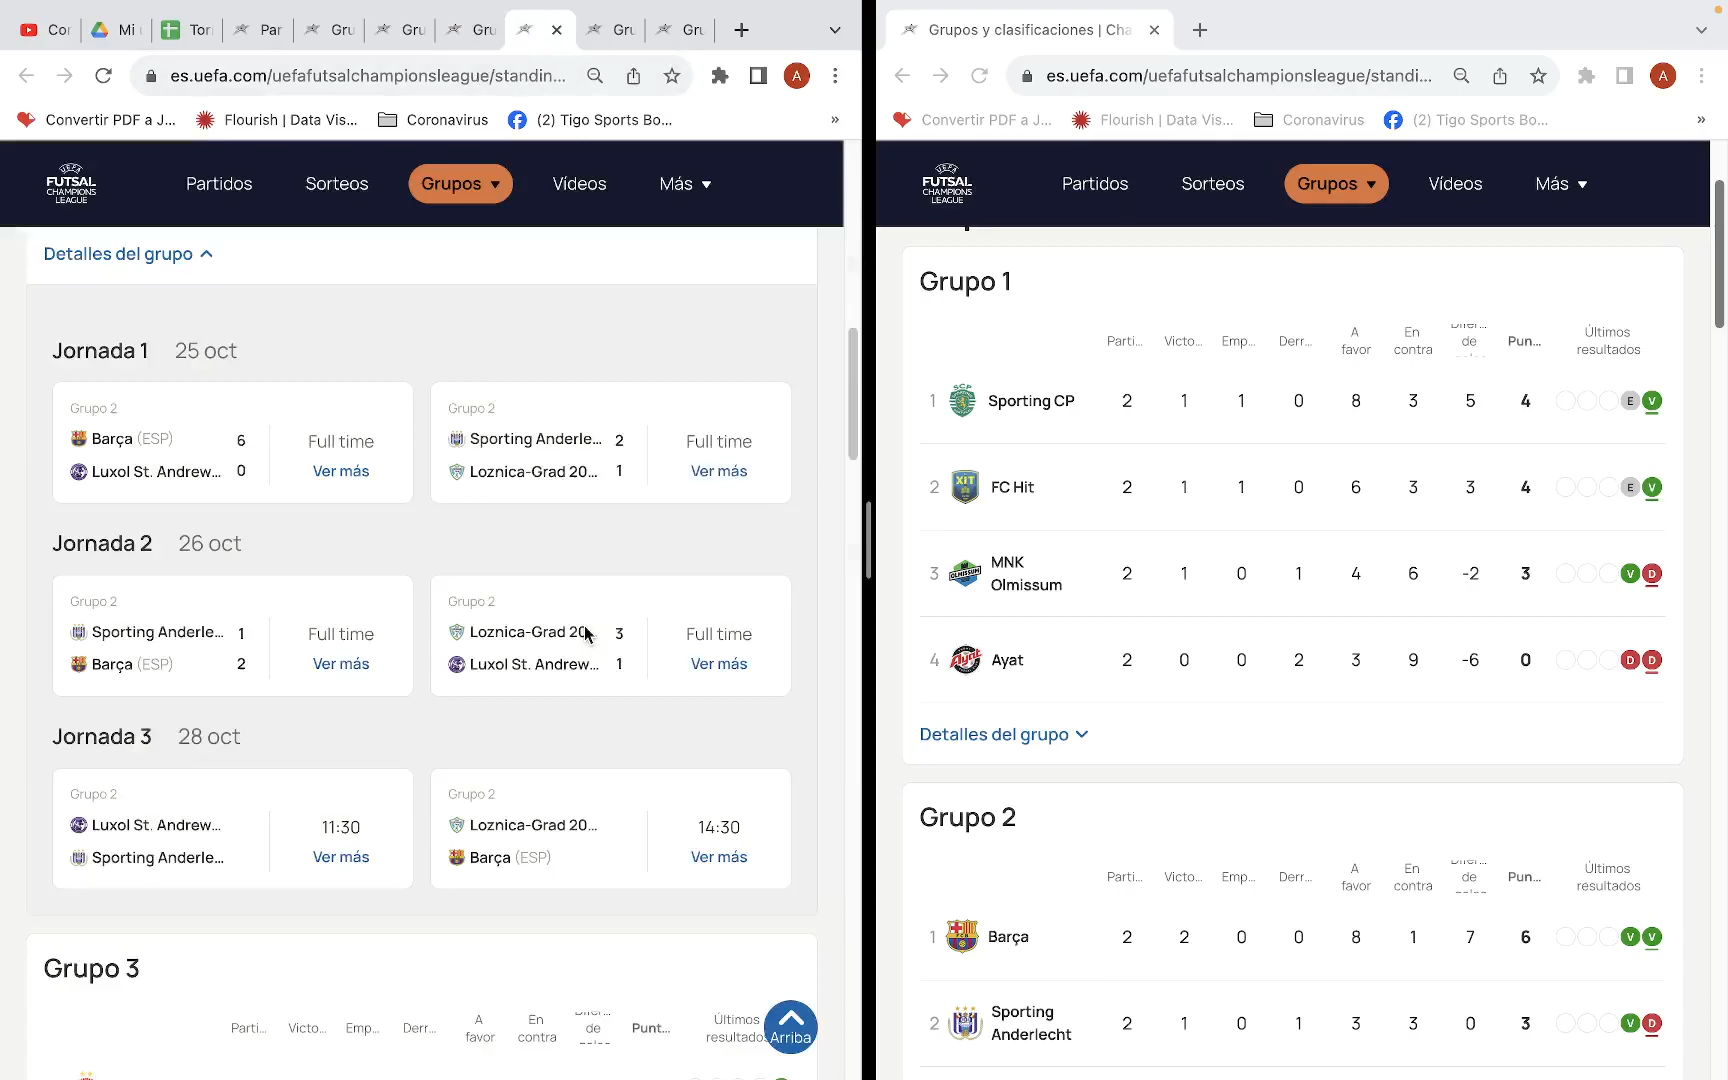 Cor
Mi
Torr
Par
Gru
Gru
Gru
Gru
Gru
Grupos y clasificaciones | Cha
es.uefa.com/uefafutsalchampionsleague/standin...
A
es.uefa.com/uefafutsalchampionsleague/standi...
A
Convertir PDF a J...
Flourish | Data Vis...
Coronavirus
(2) Tigo Sports Bo...
»
Convertir PDF a J...
Flourish | Data Vis...
Coronavirus
(2) Tigo Sports Bo...
»
UEFA
FUTSAL
CHAMPIONS
LEAGUE
Partidos
Sorteos
Grupos
Vídeos
Más
UEFA
FUTSAL
CHAMPIONS
LEAGUE
Partidos
Sorteos
Grupos
Vídeos
Más
Detalles del grupo
Jornada 1 25 oct
Grupo 2
Barça (ESP) 6
Luxol St. Andrew... 0
Full time
Ver más
Grupo 2
Sporting Anderle... 2
Loznica-Grad 20... 1
Full time
Ver más
Jornada 2 26 oct
Grupo 2
Sporting Anderle... 1
Barça (ESP) 2
Full time
Ver más
Grupo 2
Loznica-Grad 20 3
Luxol St. Andrew... 1
Full time
Ver más
Jornada 3 28 oct
Grupo 2
Luxol St. Andrew...
Sporting Anderle...
11:30
Ver más
Grupo 2
Loznica-Grad 20...
Barça (ESP)
14:30
Ver más
Grupo 3
Parti... Victo... Emp... Derr... A favor En contra de Punt... Últimos resultados
Arriba
Grupo 1
Parti... Victo... Emp... Derr... A favor En contra Difer... de Pun... Últimos resultados
1 Sporting CP 2 1 1 0 8 3 5 4 E V
2 FC Hit 2 1 1 0 6 3 3 4 E V
3 MNK Olmissum 2 1 0 1 4 6 -2 3 V D
4 Ayat 2 0 0 2 3 9 -6 0 D D
Detalles del grupo
Grupo 2
Parti... Victo... Emp... Derr... A favor En contra Difer... de Pun... Últimos resultados
1 Barça 2 2 0 0 8 1 7 6 V V
2 Sporting Anderlecht 2 1 0 1 3 3 0 3 V D